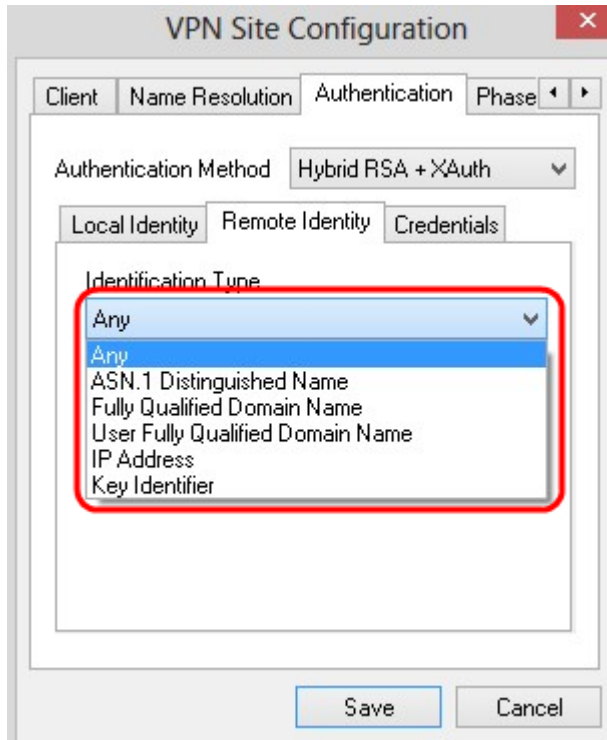 VPN Site Configuration
Client Name Resolution Authentication Phase
Authentication Method Hybrid RSA + XAuth
Local Identity Remote Identity Credentials
Identification Type
Any
Any
ASN.1 Distinguished Name
Fully Qualified Domain Name
User Fully Qualified Domain Name
IP Address
Key Identifier
Save Cancel